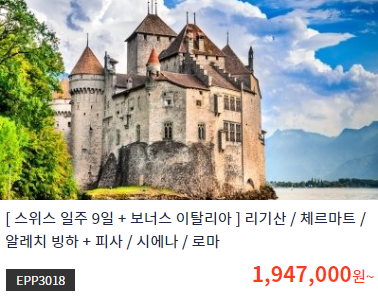 [ 스위스 일주 9일 + 보너스 이탈리아 ] 리기산 / 체르마트 /
알레치 빙하 + 피사 / 시에나 / 로마
EPP3018
1,947,000원~